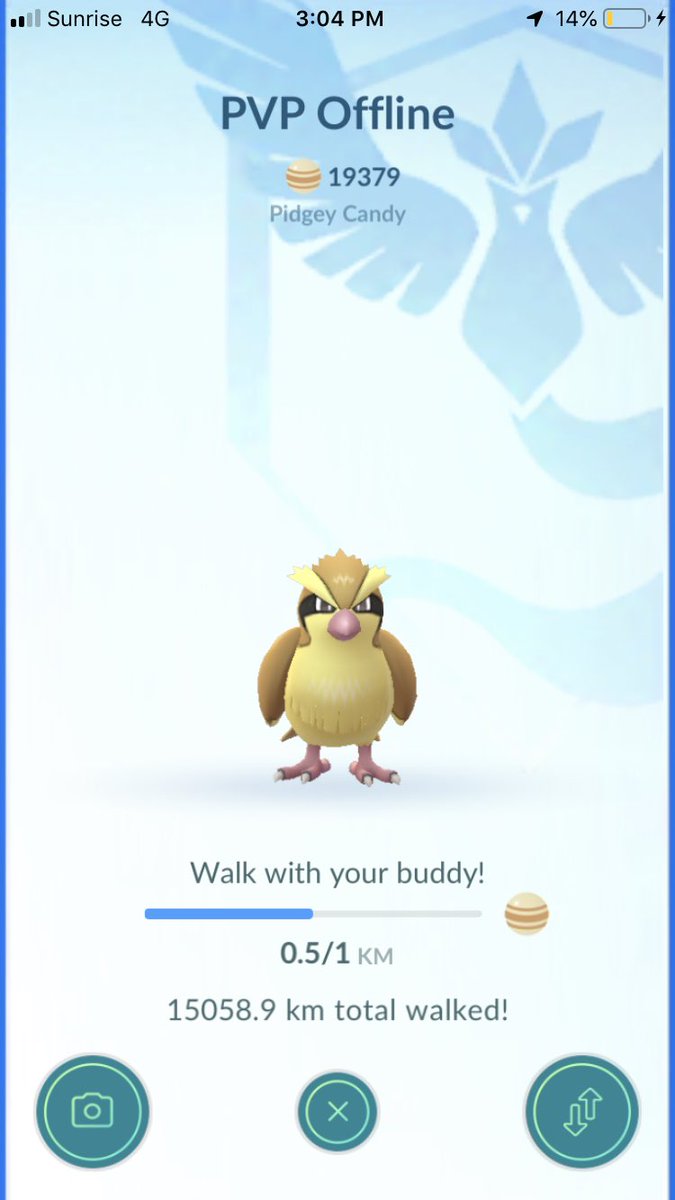 Sunrise 4G 3:04 PM 14%
PVP Offline
19379
Pidgey Candy
Walk with your buddy!
0.5/1 KM
15058.9 km total walked!